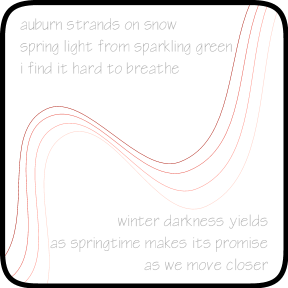 auburn strands on snow
spring light from sparkling green
i find it hard to breathe
winter darkness yields
as springtime makes its promise
as we move closer